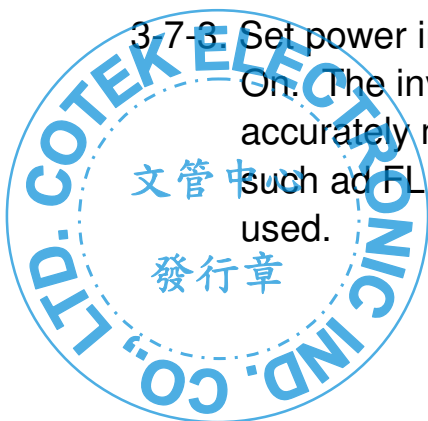 3-7-3. Set power i
On. The inv
accurately r
such ad FL
used.
COTEK ELECTRONIC IND. CO., LTD.
文管中心
發行章